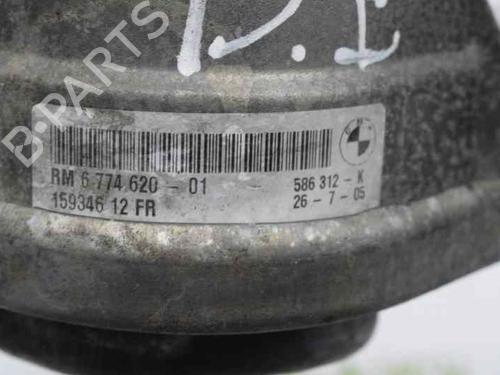 B-PARTS
RM 6 774 620 - 01
586 312 - K
159346 12 FR
26 - 7 - 05